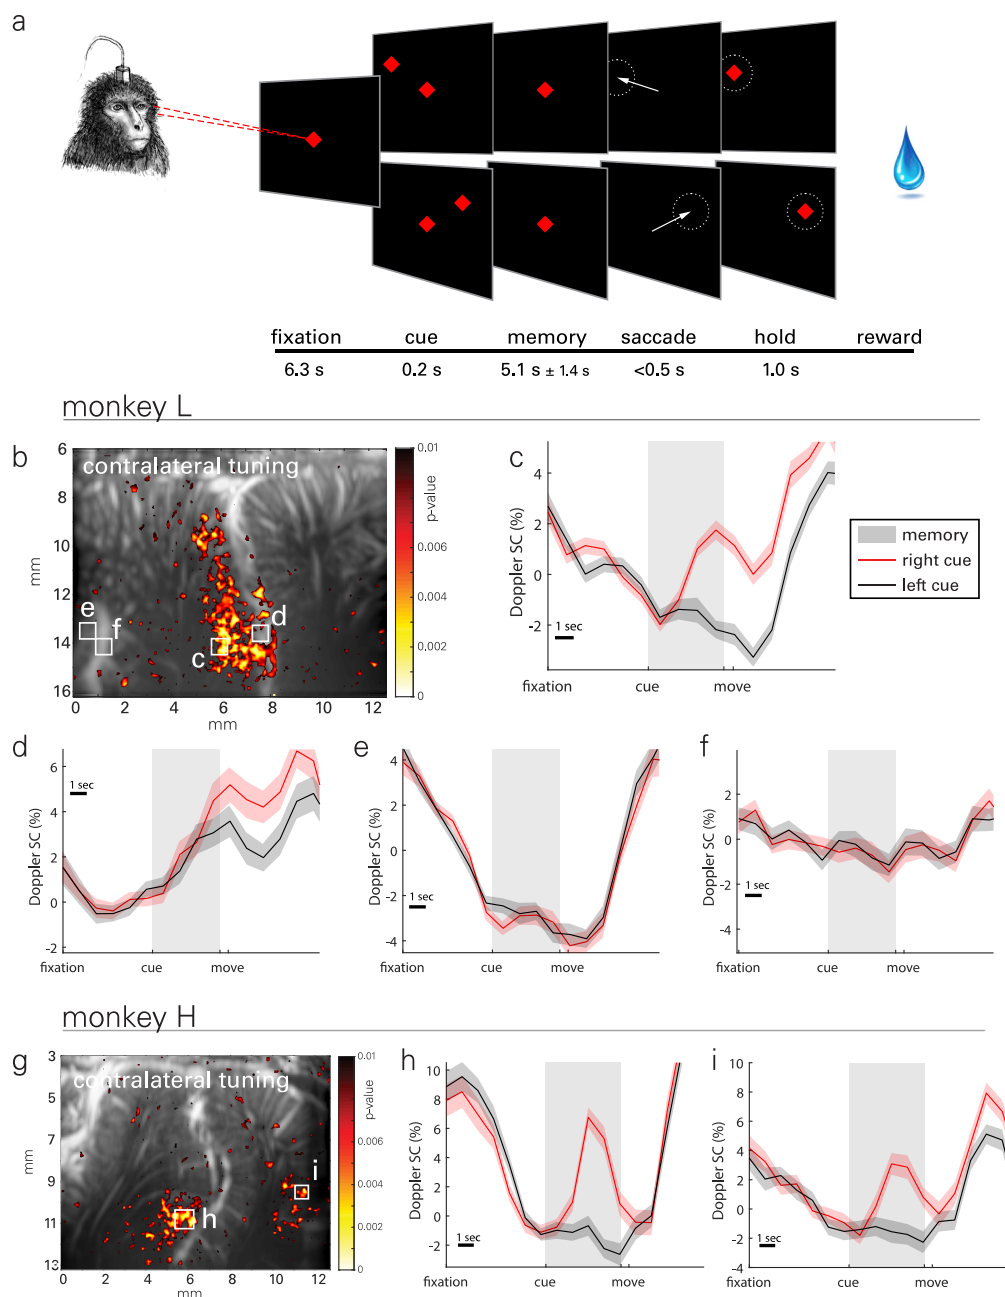 a
fixation cue memory saccade hold reward
6.3 s 0.2 s 5.1 s ± 1.4 s <0.5 s 1.0 s
monkey L
b
contralateral tuning
6
8
10
12
14
16
mm
0 2 4 6 8 10 12
mm
e
f
c
d
0.01
0.006
0.004
0.002
0
p-value
c
Doppler SC (%)
4
2
0
-2
1 sec
fixation cue move
memory
right cue
left cue
d
Doppler SC (%)
6
4
2
0
-2
1 sec
fixation cue move
e
Doppler SC (%)
4
2
0
-2
-4
1 sec
fixation cue move
f
Doppler SC (%)
4
2
0
-2
-4
1 sec
fixation cue move
monkey H
g
contralateral tuning
3
5
7
9
11
13
mm
0 2 4 6 8 10 12
mm
h
i
0.01
0.006
0.004
0.002
0
p-value
h
Doppler SC (%)
10
8
6
4
2
0
-2
1 sec
fixation cue move
i
Doppler SC (%)
10
8
6
4
2
0
-2
-4
1 sec
fixation cue move